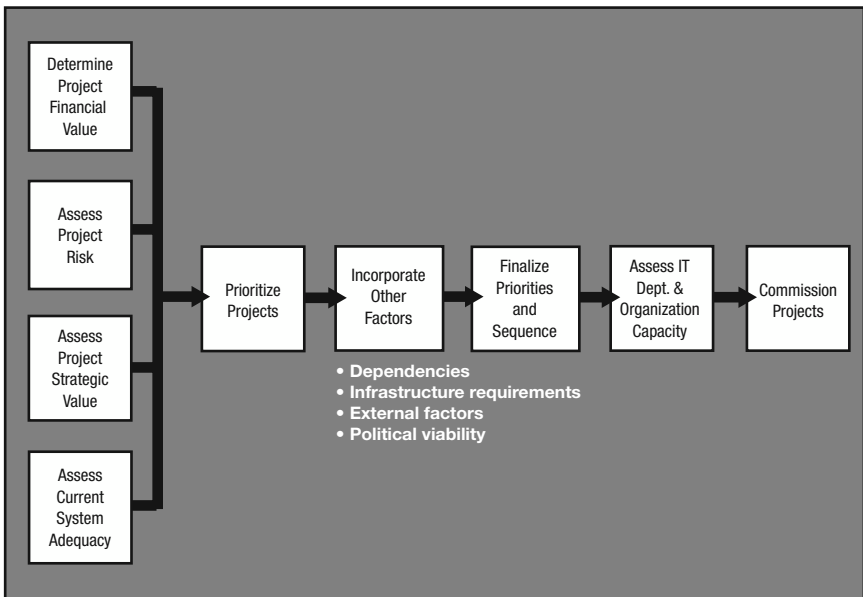 Determine
Project
Financial
Value
Assess
Project
Risk
Assess
Project
Strategic
Value
Assess
Current
System
Adequacy
Prioritize
Projects
Incorporate
Other
Factors
• Dependencies
• Infrastructure requirements
• External factors
• Political viability
Finalize
Priorities
and
Sequence
Assess IT
Dept. &
Organization
Capacity
Commission
Projects